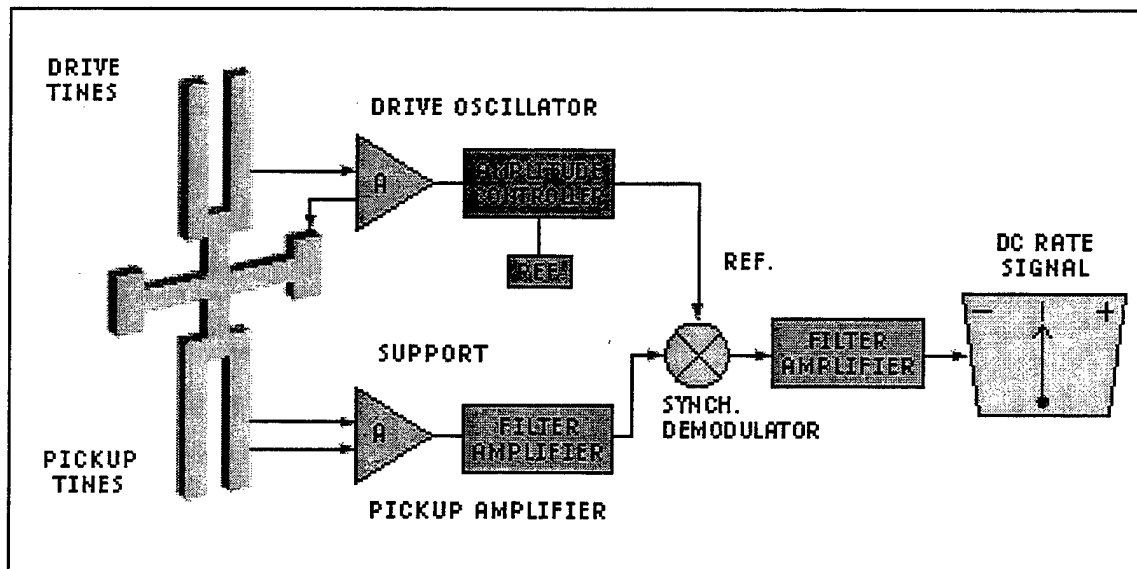 DRIVE
TINES
DRIVE OSCILLATOR
A
AMPLITUDE
CONTROLLER
REF
REF.
DC RATE
SIGNAL
− +
SUPPORT
FILTER
AMPLIFIER
SYNCH.
DEMODULATOR
A
FILTER
AMPLIFIER
PICKUP
TINES
PICKUP AMPLIFIER